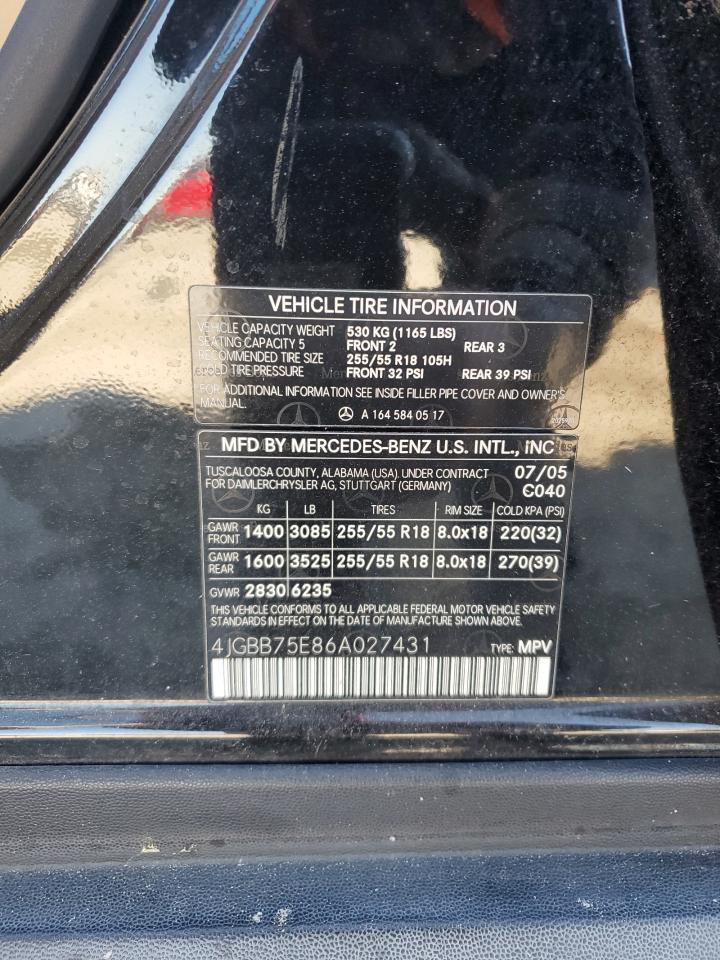 VEHICLE TIRE INFORMATION
VEHICLE CAPACITY WEIGHT 530 KG (1165 LBS)
SEATING CAPACITY 5 FRONT 2 REAR 3
RECOMMENDED TIRE SIZE 255/55 R18 105H
COLD TIRE PRESSURE FRONT 32 PSI REAR 39 PSI
FOR ADDITIONAL INFORMATION SEE INSIDE FILLER PIPE COVER AND OWNER'S
MANUAL.
A 164 584 05 17
MFD BY MERCEDES-BENZ U.S. INTL., INC
TUSCALOOSA COUNTY, ALABAMA (USA) UNDER CONTRACT 07/05
FOR DAIMLERCHRYSLER AG, STUTTGART (GERMANY) C040
KG LB TIRES RIM SIZE COLD KPA (PSI)
GAWR FRONT 1400 3085 255/55 R18 8.0x18 220(32)
GAWR REAR 1600 3525 255/55 R18 8.0x18 270(39)
GVWR 2830 6235
THIS VEHICLE CONFORMS TO ALL APPLICABLE FEDERAL MOTOR VEHICLE SAFETY
STANDARDS IN EFFECT ON THE DATE OF MANUFACTURE SHOWN ABOVE.
4JGBB75E86A027431 TYPE: MPV